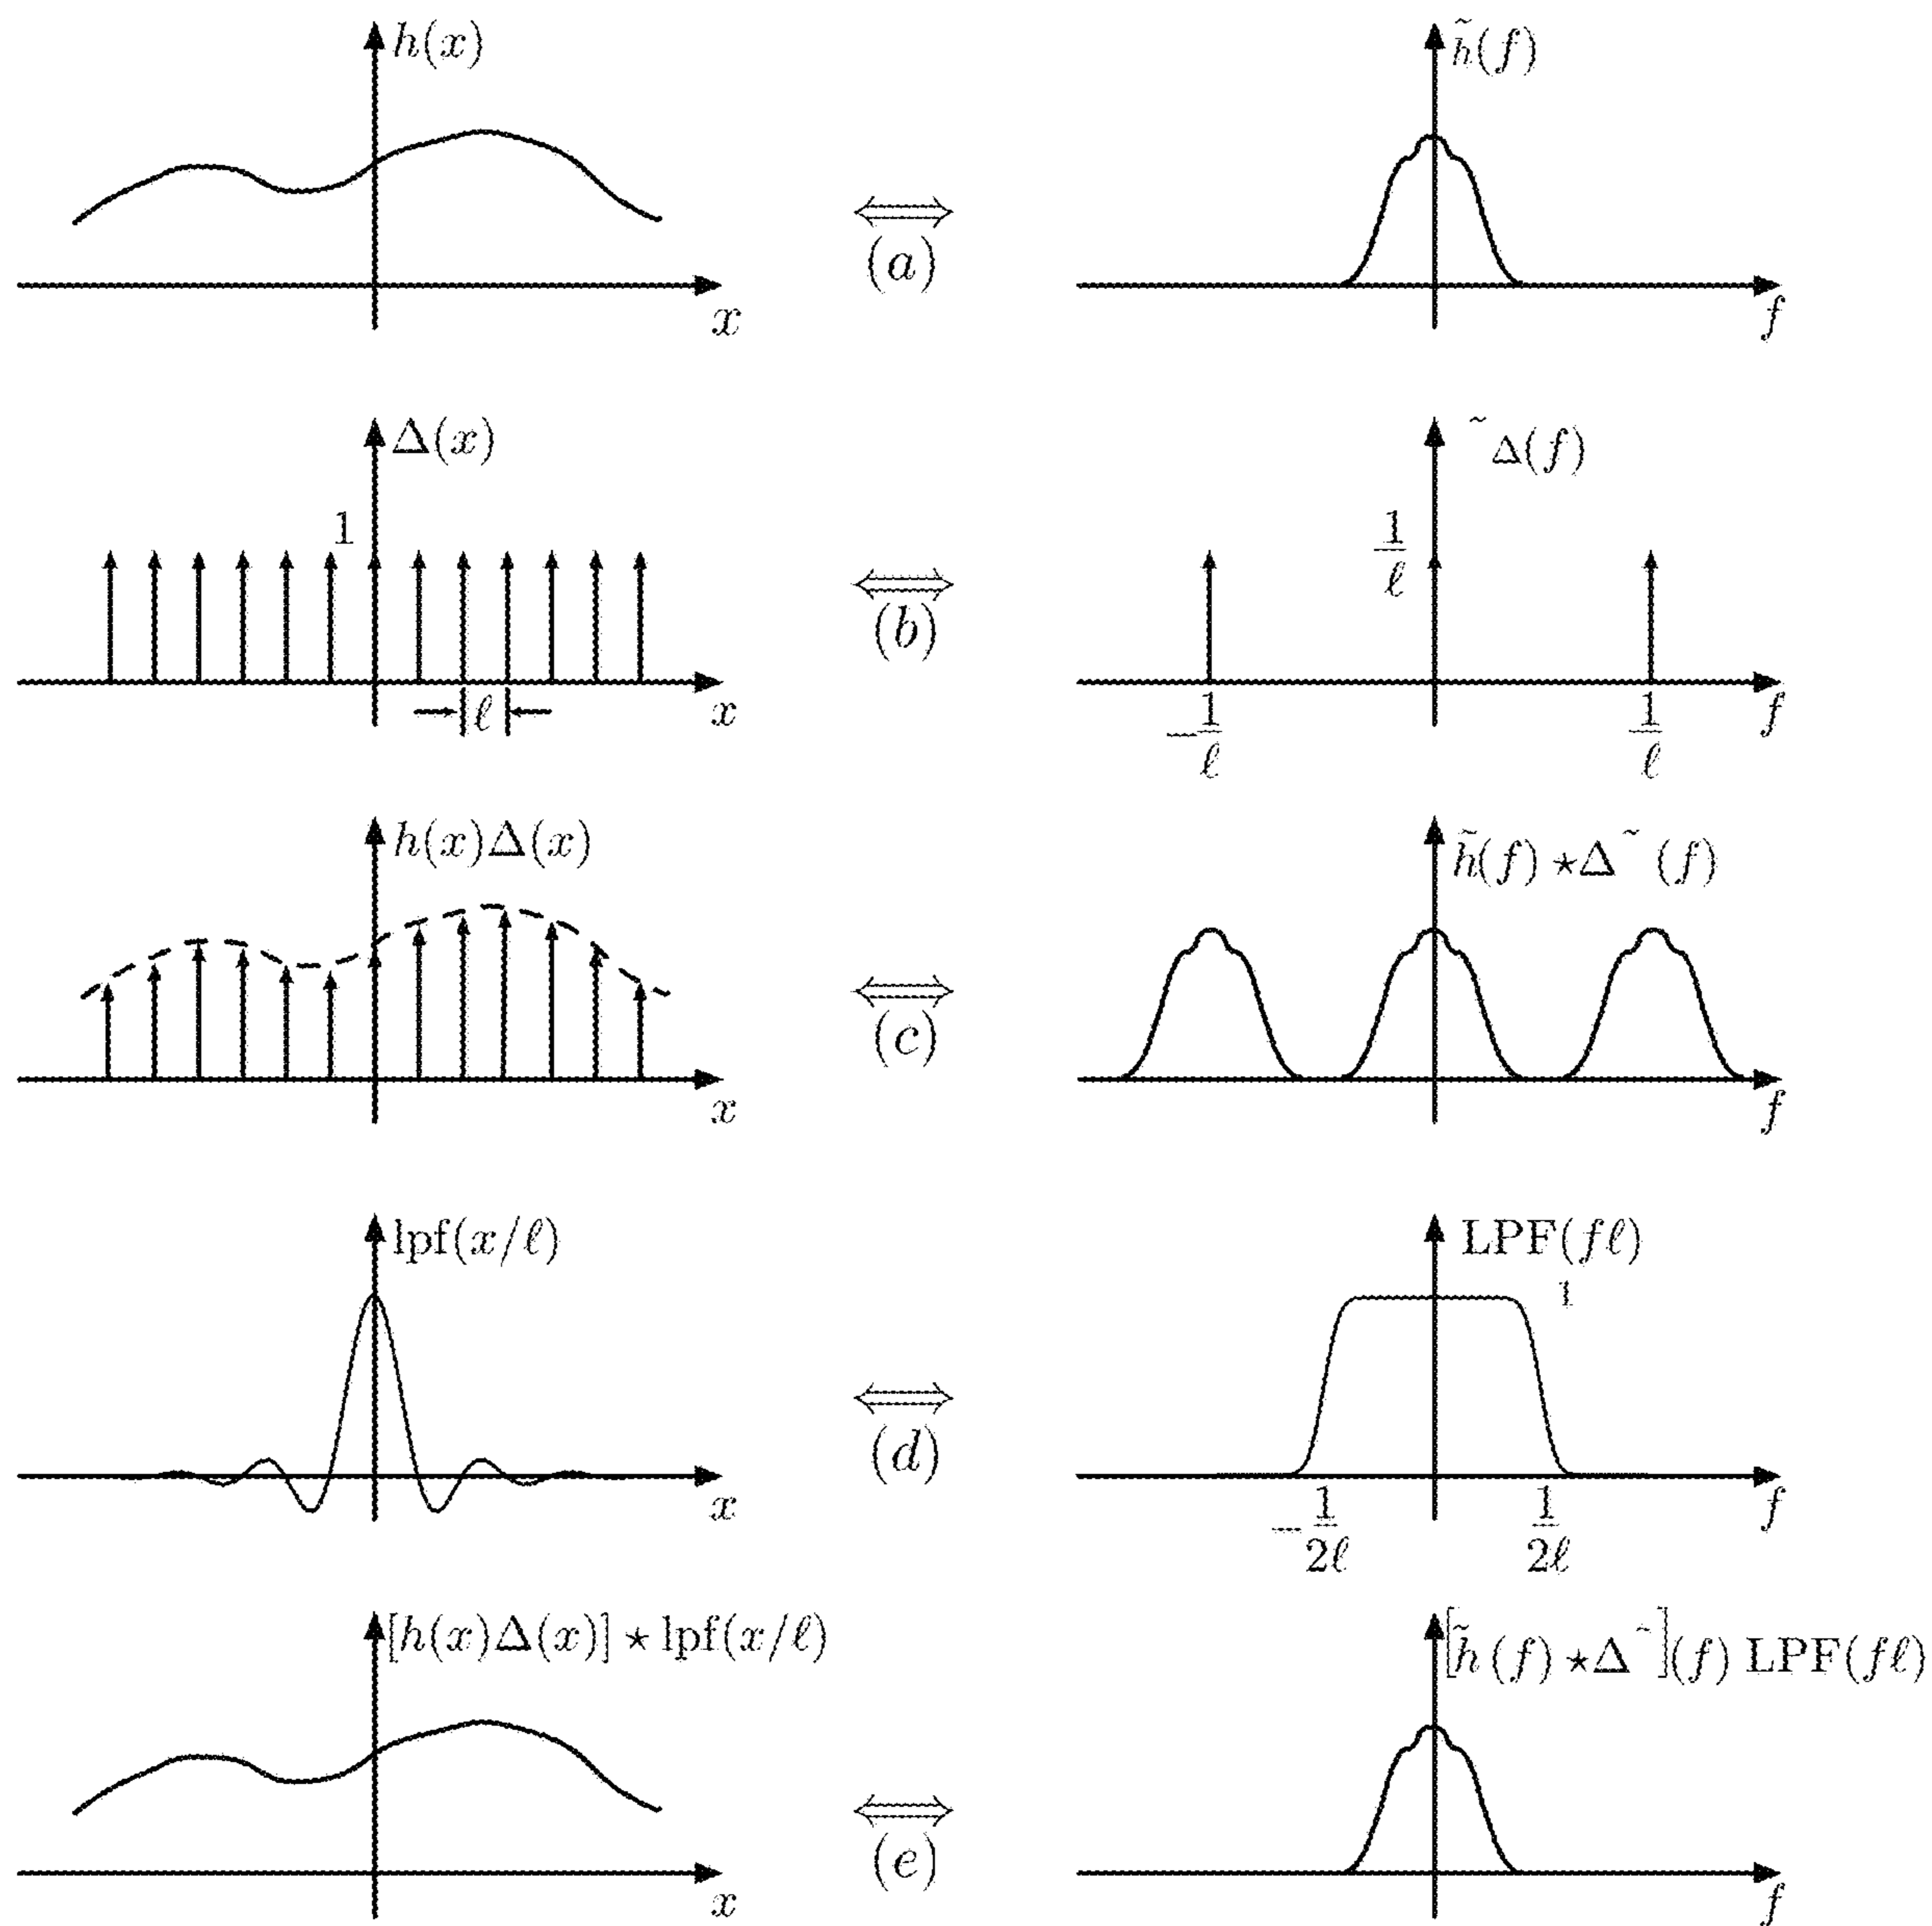 h(x)
h̃(f)
(a)
x
f
Δ(x)
˜Δ(f)
1
1/ℓ
(b)
ℓ
x
-1/ℓ
1/ℓ
f
h(x)Δ(x)
h̃(f) ⋆Δ˜ (f)
(c)
x
f
lpf(x/ℓ)
LPF(fℓ)
1
(d)
x
-1/2ℓ
1/2ℓ
f
[h(x)Δ(x)] ⋆ lpf(x/ℓ)
[h̃ (f) ⋆Δ˜](f) LPF(fℓ)
(e)
x
f